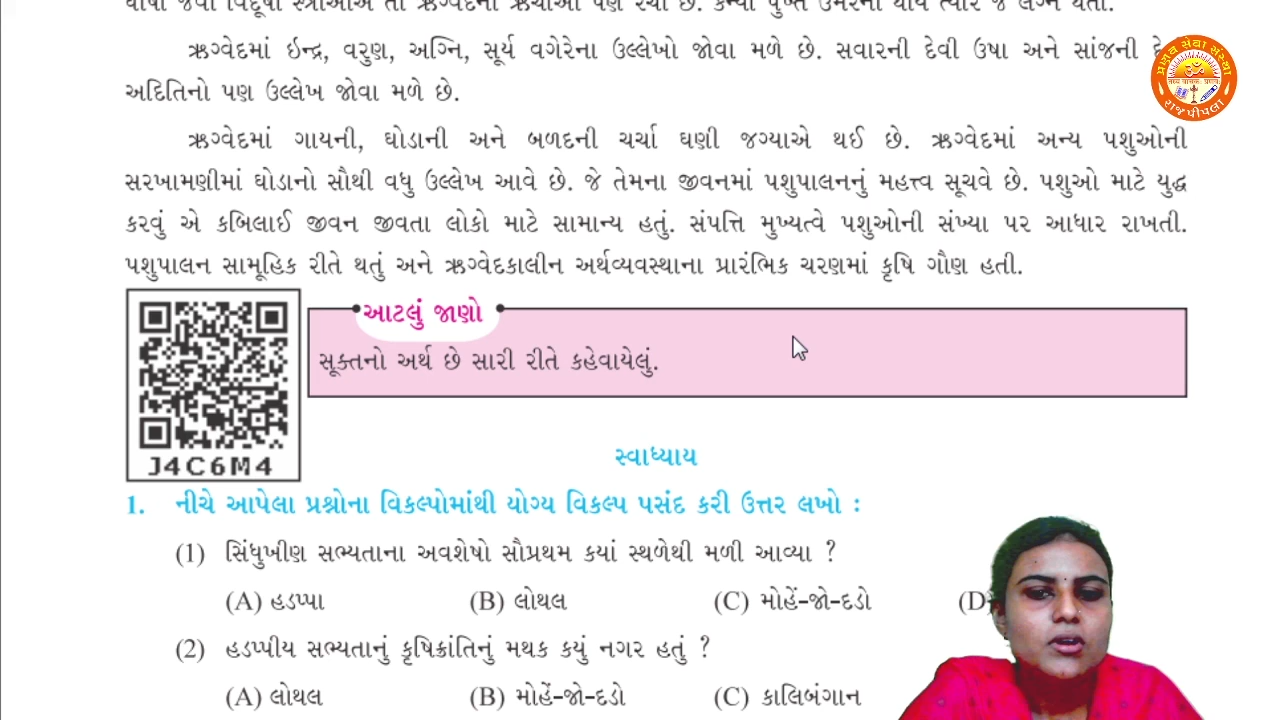 ઋગ્વેદમાં ઇન્દ્ર, વરુણ, અગ્નિ, સૂર્ય વગેરેના ઉલ્લેખો જોવા મળે છે. સવારની દેવી ઉષા અને સાંજની
અદિતિનો પણ ઉલ્લેખ જોવા મળે છે.
ઋગ્વેદમાં ગાયની, ઘોડાની અને બળદની ચર્ચા ઘણી જગ્યાએ થઈ છે. ઋગ્વેદમાં અન્ય પશુઓની
સરખામણીમાં ઘોડાનો સૌથી વધુ ઉલ્લેખ આવે છે. જે તેમના જીવનમાં પશુપાલનનું મહત્ત્વ સૂચવે છે. પશુઓ માટે યુદ્ધ
કરવું એ કબિલાઈ જીવન જીવતા લોકો માટે સામાન્ય હતું. સંપત્તિ મુખ્યત્વે પશુઓની સંખ્યા પર આધાર રાખતી.
પશુપાલન સામૂહિક રીતે થતું અને ઋગ્વેદકાલીન અર્થવ્યવસ્થાના પ્રારંભિક ચરણમાં કૃષિ ગૌણ હતી.
આટલું જાણો
સૂક્તનો અર્થ છે સારી રીતે કહેવાયેલું.
J4C6M4
સ્વાધ્યાય
1. નીચે આપેલા પ્રશ્નોના વિકલ્પોમાંથી યોગ્ય વિકલ્પ પસંદ કરી ઉત્તર લખો :
(1) સિંધુખીણ સભ્યતાના અવશેષો સૌપ્રથમ કયાં સ્થળેથી મળી આવ્યા ?
(A) હડપ્પા (B) લોથલ (C) મોહેં-જો-દડો (D)
(2) હડપ્પીય સભ્યતાનું કૃષિક્રાંતિનું મથક કયું નગર હતું ?
(A) લોથલ (B) મોહેં-જો-દડો (C) કાલિબંગાન
પ્રણવ સેવા સંસ્થા
રાજપીપલા